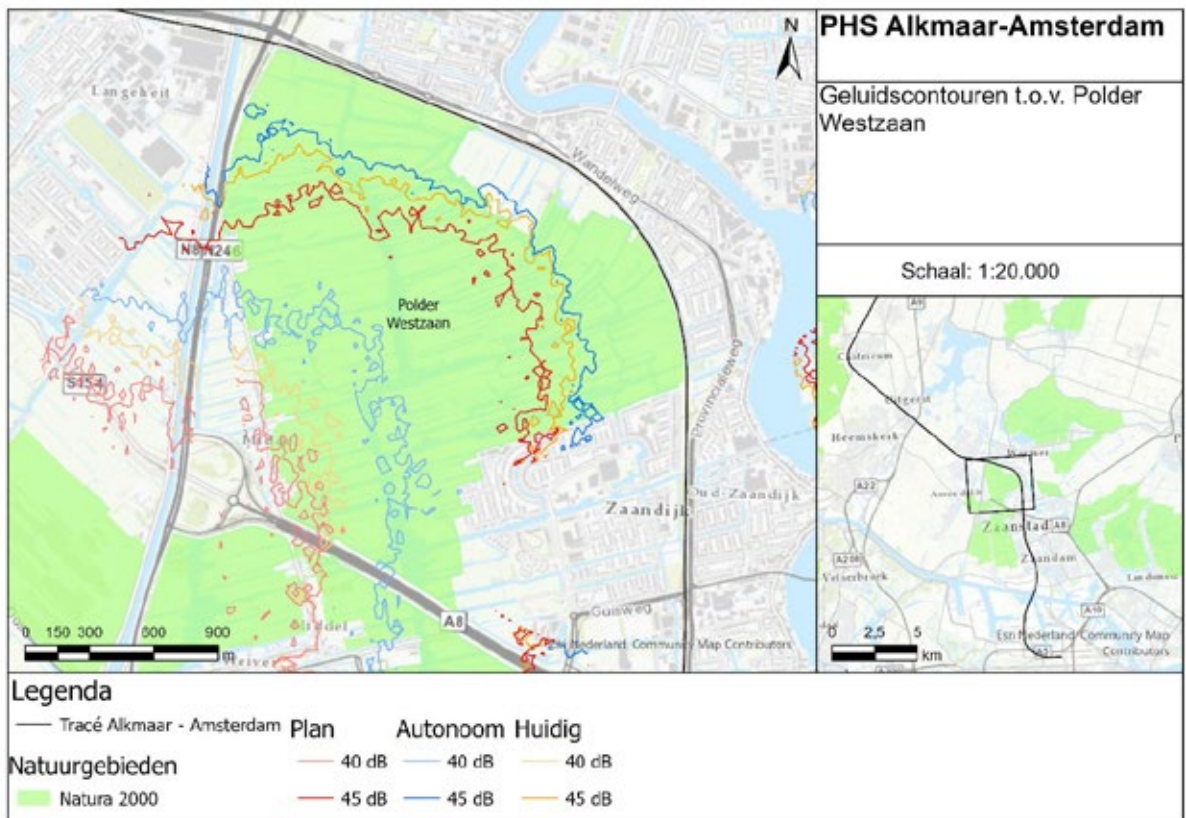 PHS Alkmaar-Amsterdam
Geluidscontouren t.o.v. Polder
Westzaan
Schaal: 1:20.000
N
Langeheit
Wandelweg
Polder
Westzaan
S154
Provincialeweg
Oud-Zaandijk
Zaandijk
Guisweg
A8
Esri Nederland, Community Map Contributors
0 150 300 600 900
m
A9
Castricum
Uitgeest
Heemskerk
Wormer
A22
Zaanstad
A8
Zaandam
A208
Velserbroek
A10
Esri Nederland, Community Map
Contributors
0 2,5 5
km
Legenda
Tracé Alkmaar - Amsterdam
Natuurgebieden
Natura 2000
Plan
40 dB
45 dB
Autonoom
40 dB
45 dB
Huidig
40 dB
45 dB